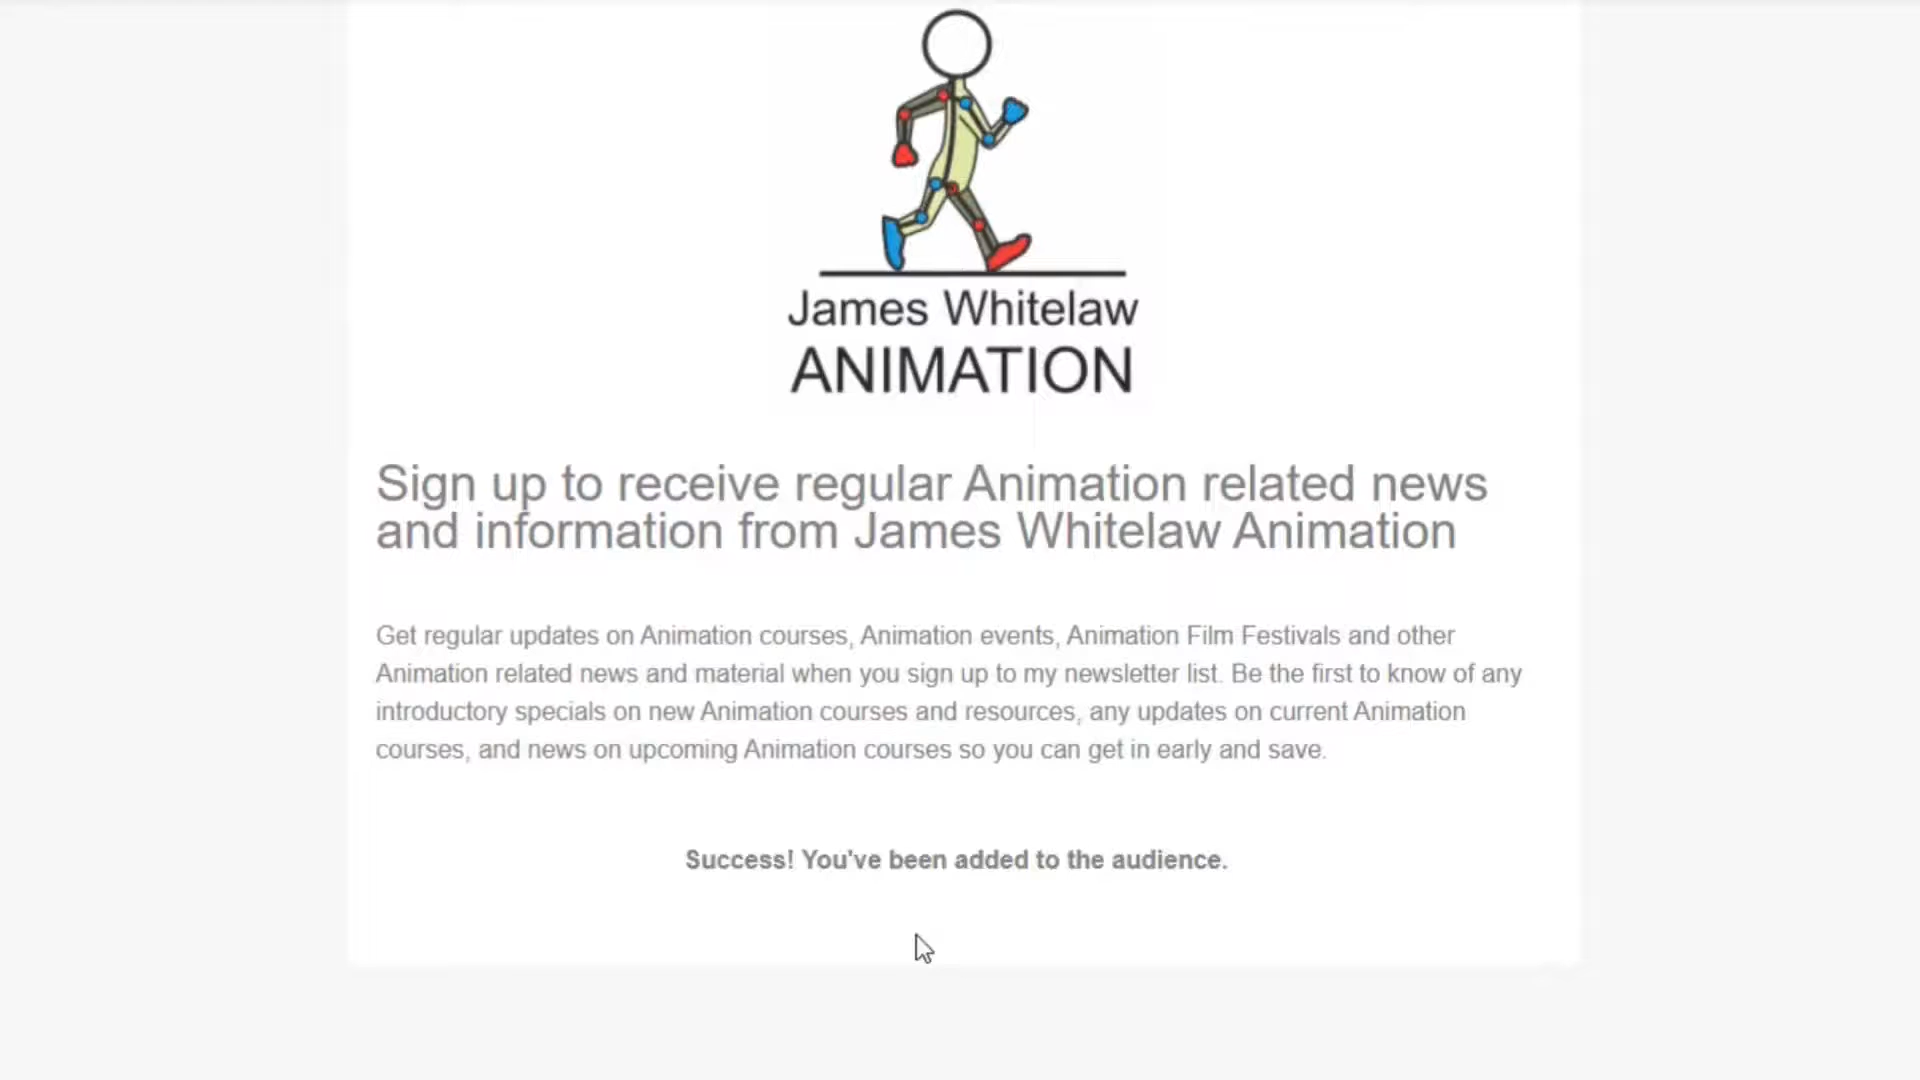 James Whitelaw
ANIMATION
Sign up to receive regular Animation related news
and information from James Whitelaw Animation
Get regular updates on Animation courses, Animation events, Animation Film Festivals and other
Animation related news and material when you sign up to my newsletter list. Be the first to know of any
introductory specials on new Animation courses and resources, any updates on current Animation
courses, and news on upcoming Animation courses so you can get in early and save.
Success! You've been added to the audience.